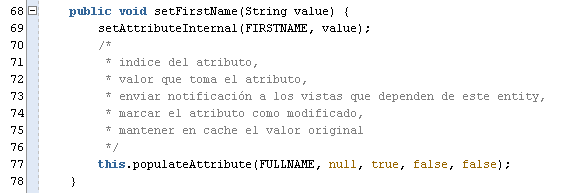 68 public void setFirstName(String value) {
69 setAttributeInternal(FIRSTNAME, value);
70 /*
71 * indice del atributo,
72 * valor que toma el atributo,
73 * enviar notificación a los vistas que dependen de este entity,
74 * marcar el atributo como modificado,
75 * mantener en cache el valor original
76 */
77 this.populateAttribute(FULLNAME, null, true, false, false);
78 }